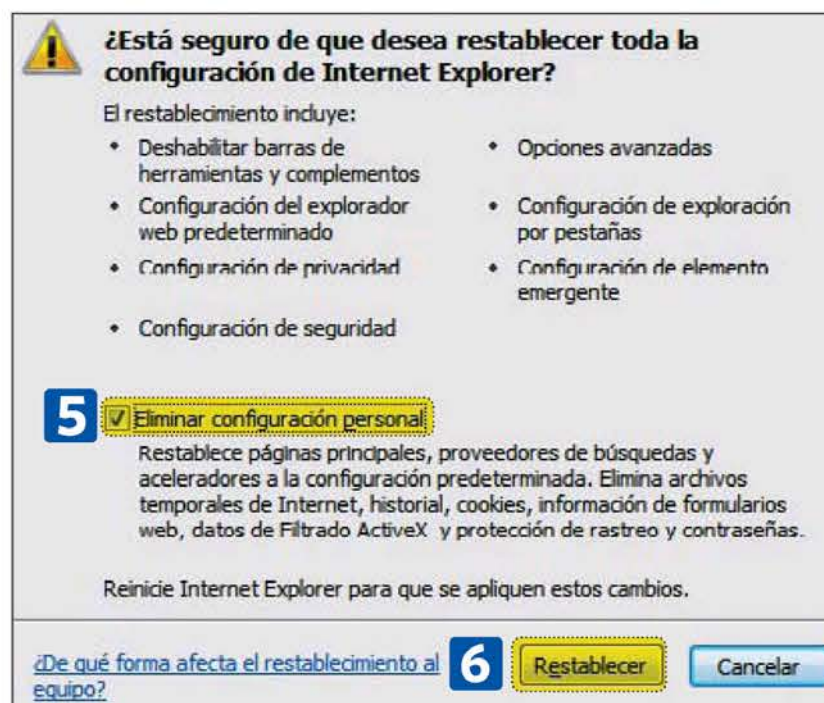 ¿Está seguro de que desea restablecer toda la
configuración de Internet Explorer?
El restablecimiento incluye:
• Deshabilitar barras de
herramientas y complementos
• Opciones avanzadas
• Configuración del explorador
web predeterminado
• Configuración de exploración
por pestañas
• Configuración de privacidad
• Configuración de elemento
emergente
• Configuración de seguridad
5
Eliminar configuración personal
Restablece páginas principales, proveedores de búsquedas y
aceleradores a la configuración predeterminada. Elimina archivos
temporales de Internet, historial, cookies, información de formularios
web, datos de Filtrado ActiveX y protección de rastreo y contraseñas.
Reinicie Internet Explorer para que se apliquen estos cambios.
¿De qué forma afecta el restablecimiento al
equipo?
6
Restablecer
Cancelar